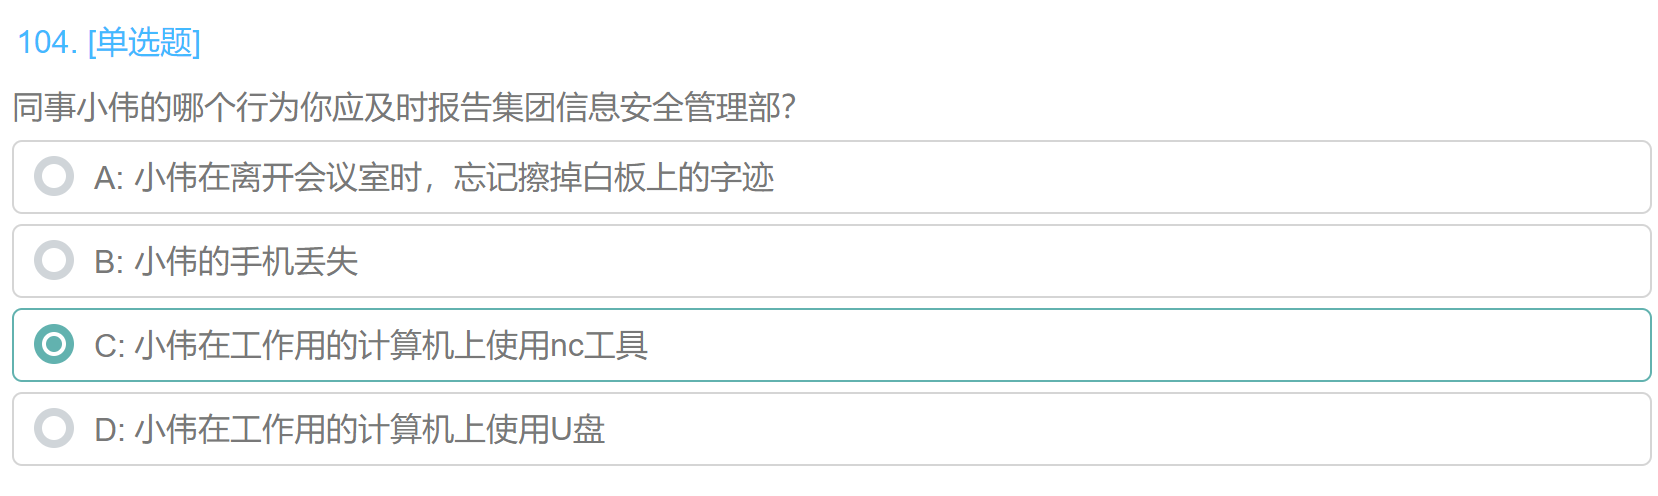 104. [单选题]
同事小伟的哪个行为你应及时报告集团信息安全管理部？
A: 小伟在离开会议室时，忘记擦掉白板上的字迹
B: 小伟的手机丢失
C: 小伟在工作用的计算机上使用nc工具
D: 小伟在工作用的计算机上使用U盘